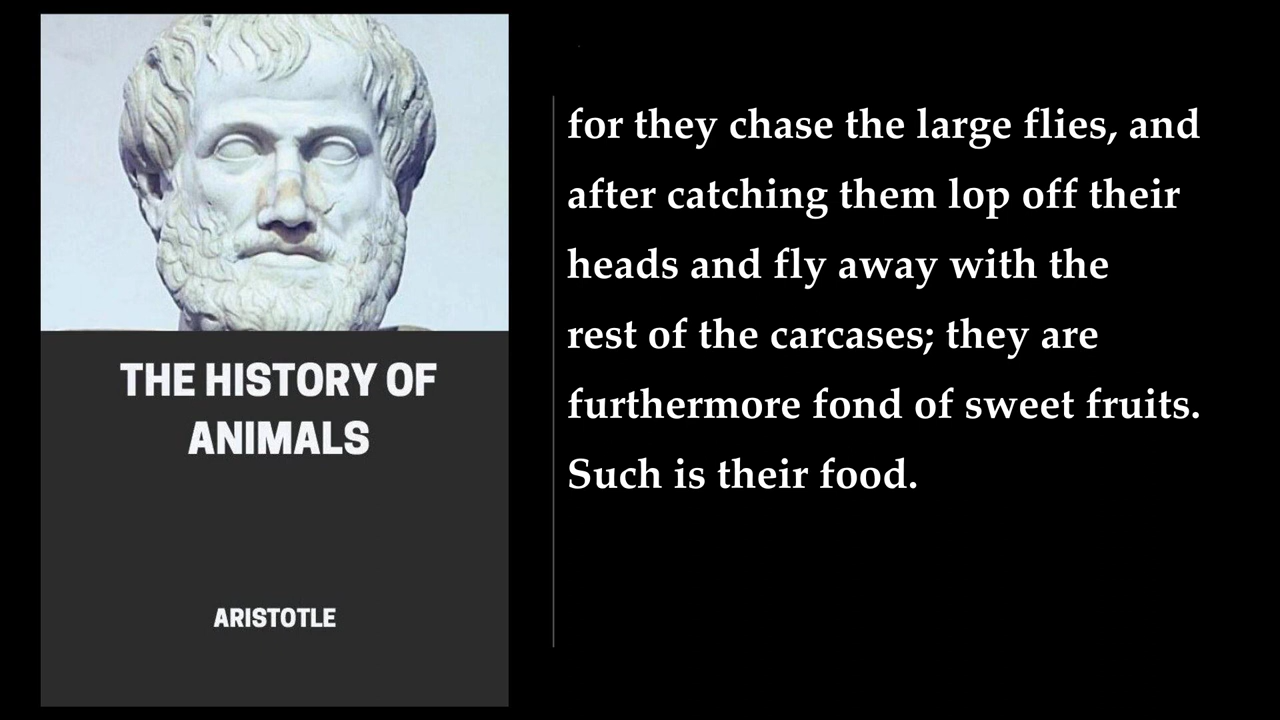 THE HISTORY OF
ANIMALS
ARISTOTLE
for they chase the large flies, and
after catching them lop off their
heads and fly away with the
rest of the carcases; they are
furthermore fond of sweet fruits.
Such is their food.